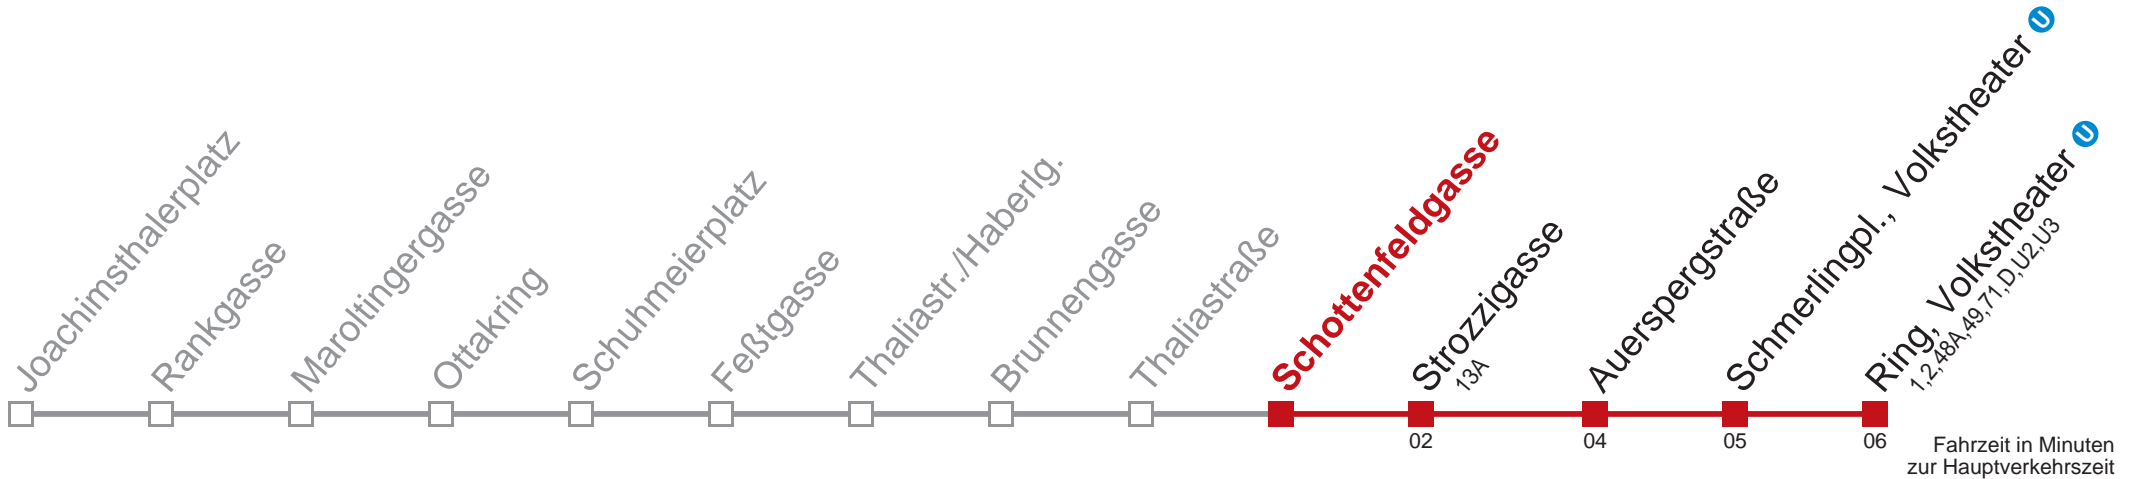 Joachimsthalerplatz
Rankgasse
Maroltingergasse
Ottakring
Schuhmeierplatz
Feßtgasse
Thaliastr./Haberlg.
Brunnengasse
Thaliastraße
Schottenfeldgasse
Strozzigasse
13A
Auerspergstraße
Schmerlingpl., Volkstheater U
Ring, Volkstheater U
1,2,48A,49,71,D,U2,U3
02
04
05
06
Fahrzeit in Minuten
zur Hauptverkehrszeit